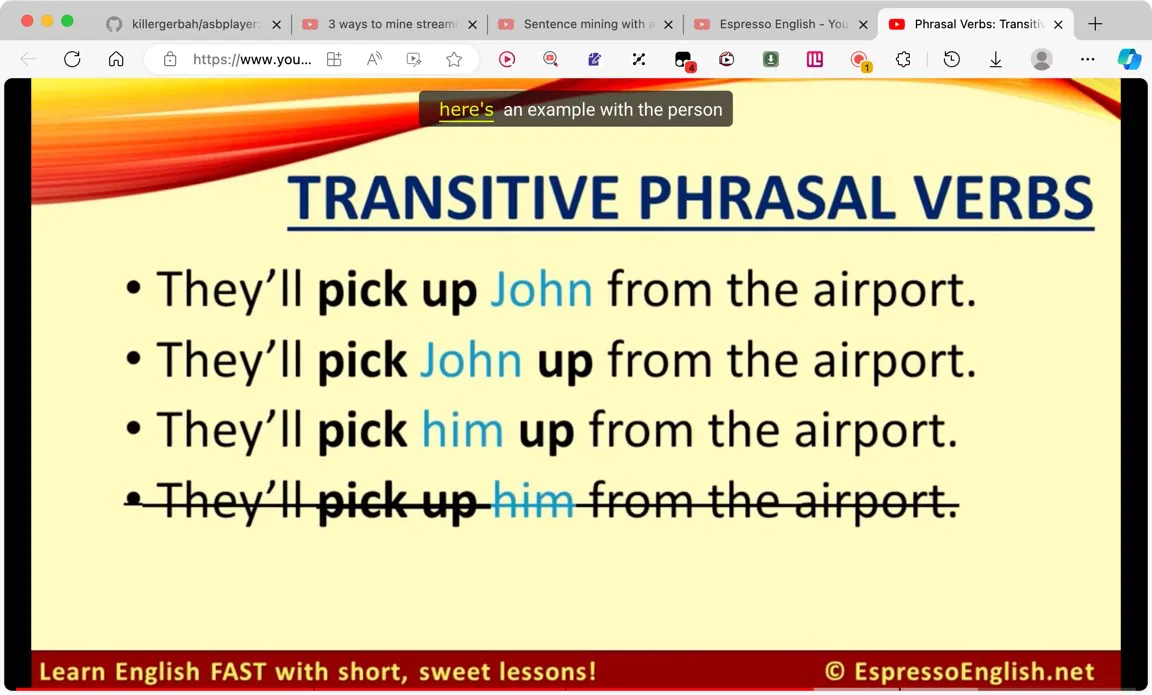 killergerbah/asbplayer:
3 ways to mine streami
Sentence mining with a
Espresso English - You
Phrasal Verbs: Transitiv
https://www.you...
4
1
here's an example with the person
TRANSITIVE PHRASAL VERBS
• They'll pick up John from the airport.
• They'll pick John up from the airport.
• They'll pick him up from the airport.
• They'll pick up him from the airport.
Learn English FAST with short, sweet lessons!
© EspressoEnglish.net